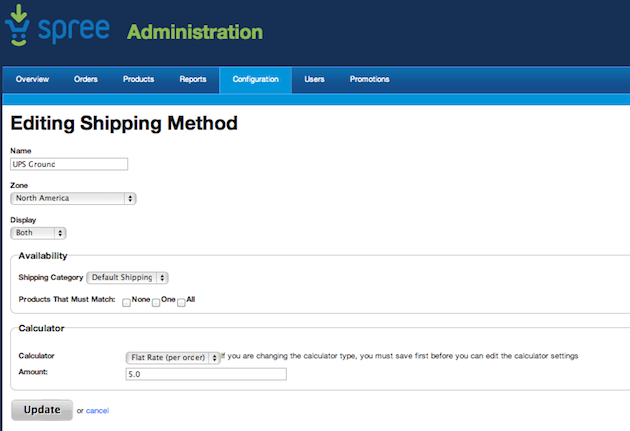 spree Administration
Overview Orders Products Reports Configuration Users Promotions
Editing Shipping Method
Name
UPS Ground
Zone
North America
Display
Both
Availability
Shipping Category Default Shipping
Products That Must Match: None One All
Calculator
Calculator Flat Rate (per order) If you are changing the calculator type, you must save first before you can edit the calculator settings
Amount: 5.0
Update or cancel